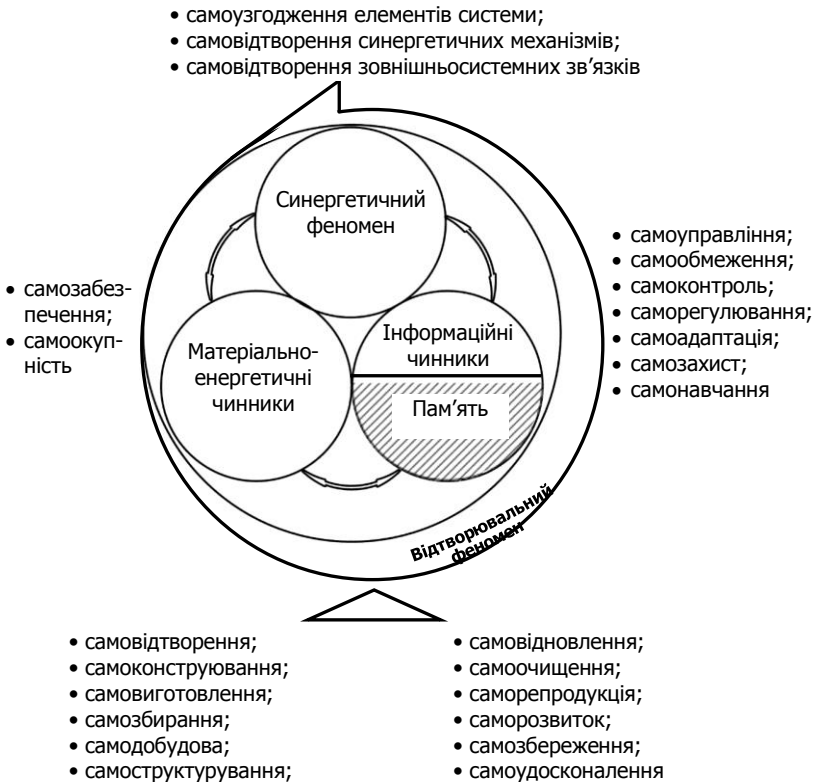 • самоузгодження елементів системи;
• самовідтворення синергетичних механізмів;
• самовідтворення зовнішньосистемних зв’язків
Синергетичний
феномен
• самозабез-
печення;
• самоокуп-
ність
Матеріально-
енергетичні
чинники
Інформаційні
чинники
Пам’ять
• самоуправління;
• самообмеження;
• самоконтроль;
• саморегулювання;
• самоадаптація;
• самозахист;
• самонавчання
Відтворювальний
феномен
• самовідтворення;
• самоконструювання;
• самовиготовлення;
• самозбирання;
• самодобудова;
• самоструктурування;
• самовідновлення;
• самоочищення;
• саморепродукція;
• саморозвиток;
• самозбереження;
• самоудосконалення